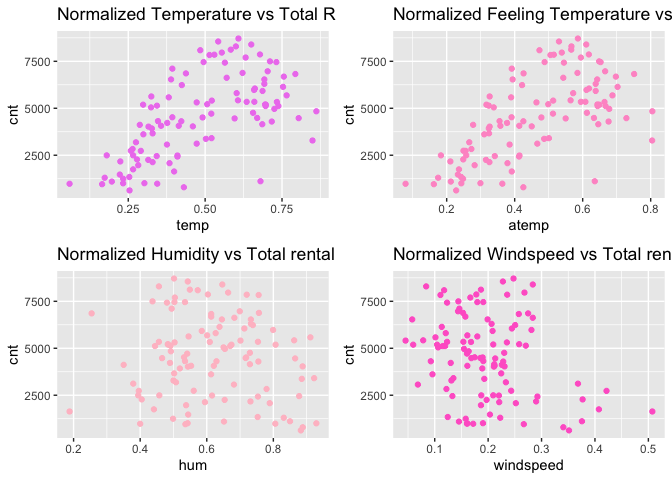 Normalized Temperature vs Total R
cnt
7500
5000
2500
0.25 0.50 0.75
temp
Normalized Feeling Temperature vs
cnt
7500
5000
2500
0.2 0.4 0.6 0.8
atemp
Normalized Humidity vs Total rental
cnt
7500
5000
2500
0.2 0.4 0.6 0.8
hum
Normalized Windspeed vs Total ren
cnt
7500
5000
2500
0.1 0.2 0.3 0.4 0.5
windspeed